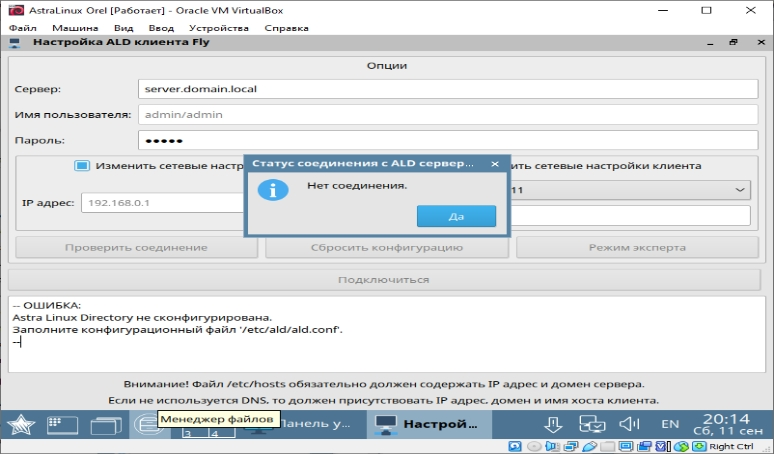 AstraLinux Orel [Работает] - Oracle VM VirtualBox
Файл Машина Вид Ввод Устройства Справка
Настройка ALD клиента Fly
Опции
Сервер: server.domain.local
Имя пользователя: admin/admin
Пароль: •••••
Статус соединения с ALD сервер...
Нет соединения.
Да
Изменить сетевые настр
ить сетевые настройки клиента
IP адрес: 192.168.0.1
11
Проверить соединение Сбросить конфигурацию Режим эксперта
Подключиться
-- ОШИБКА:
Astra Linux Directory не сконфигурирована.
Заполните конфигурационный файл '/etc/ald/ald.conf'.
--
Внимание! Файл /etc/hosts обязательно должен содержать IP адрес и домен сервера.
Если не используется DNS, то должен присутствовать IP адрес, домен и имя хоста клиента.
Менеджер файлов
3 4
Панель у... Настрой... EN 20:14
Сб, 11 сен
Right Ctrl